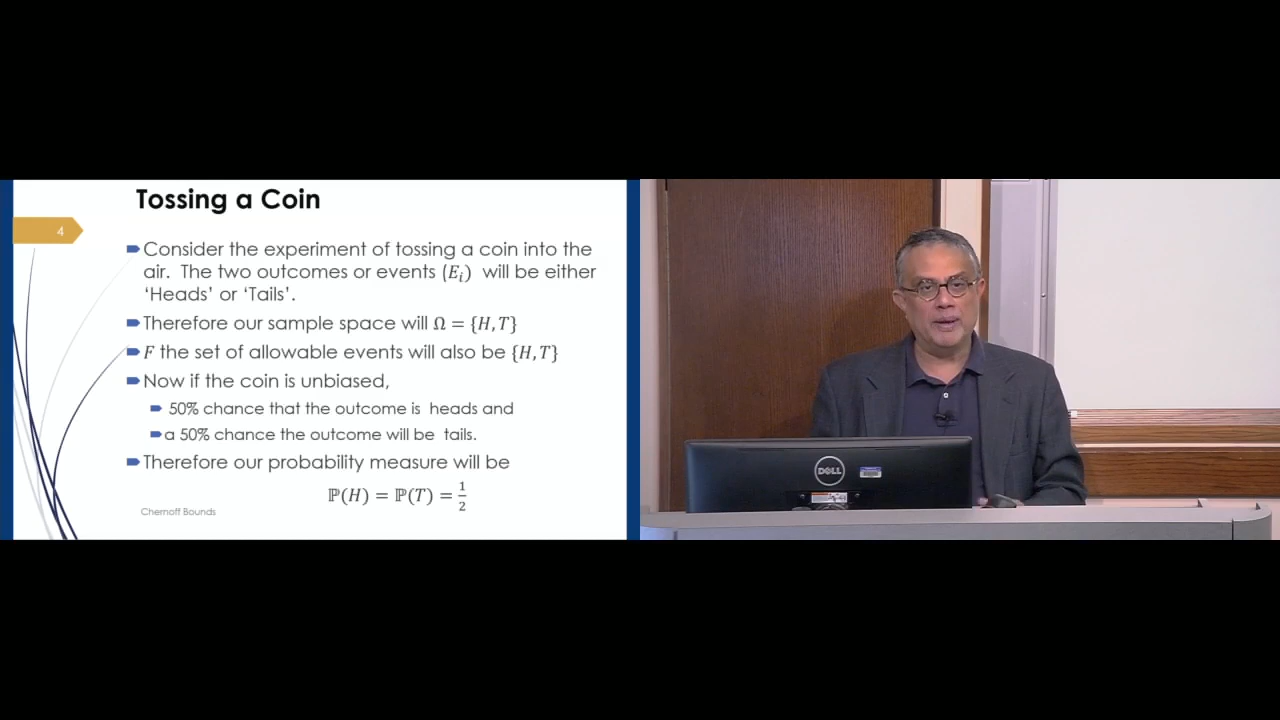 Tossing a Coin
4
Consider the experiment of tossing a coin into the
air. The two outcomes or events (E_i) will be either
‘Heads’ or ‘Tails’.
Therefore our sample space will Ω = {H, T}
F the set of allowable events will also be {H, T}
Now if the coin is unbiased,
50% chance that the outcome is heads and
a 50% chance the outcome will be tails.
Therefore our probability measure will be
ℙ(H) = ℙ(T) = 1/2
Chernoff Bounds
DELL